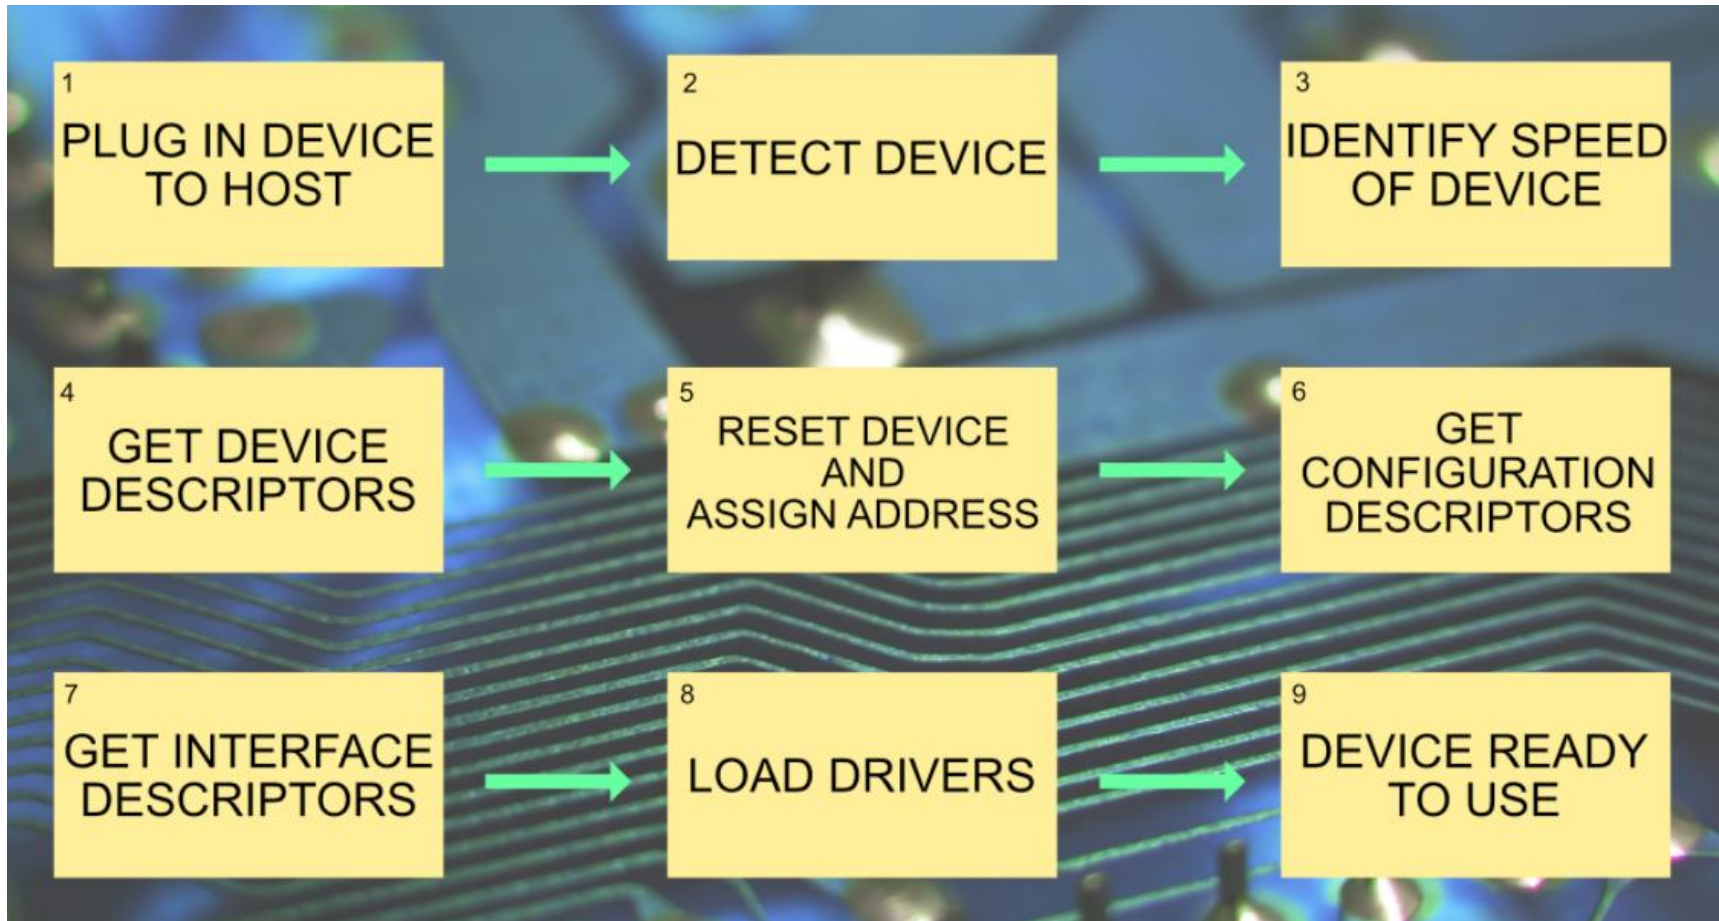 1
PLUG IN DEVICE
TO HOST
2
DETECT DEVICE
3
IDENTIFY SPEED
OF DEVICE
4
GET DEVICE
DESCRIPTORS
5
RESET DEVICE
AND
ASSIGN ADDRESS
6
GET
CONFIGURATION
DESCRIPTORS
7
GET INTERFACE
DESCRIPTORS
8
LOAD DRIVERS
9
DEVICE READY
TO USE